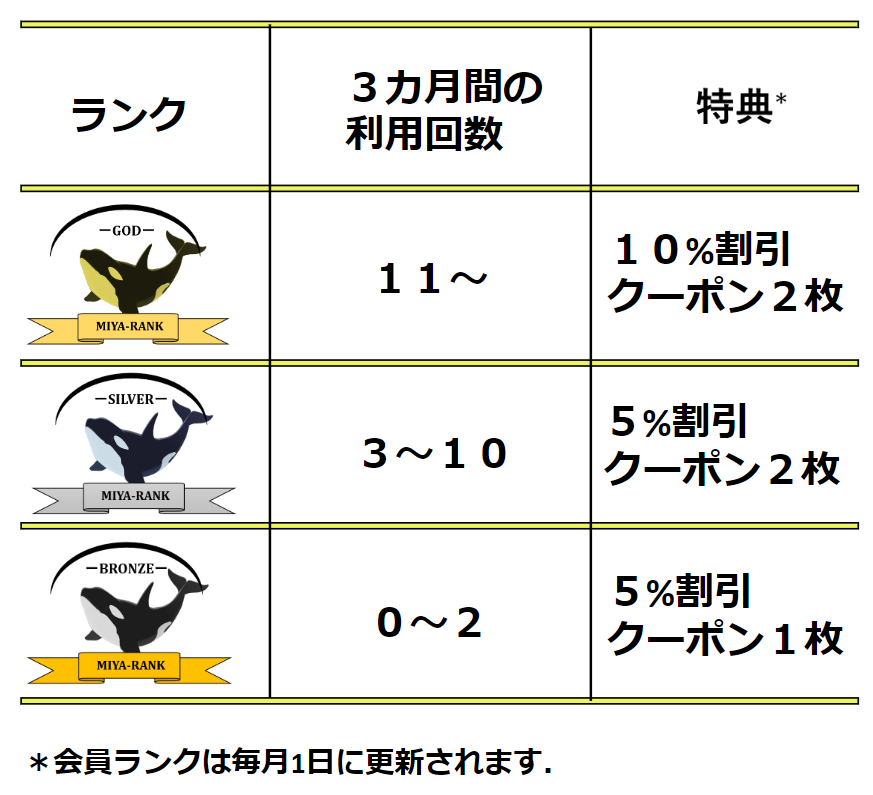 ランク
３カ月間の
利用回数
特典*
GOD
MIYA-RANK
１１～
１０%割引
クーポン２枚
SILVER
MIYA-RANK
３～１０
５%割引
クーポン２枚
BRONZE
MIYA-RANK
０～２
５%割引
クーポン１枚
＊会員ランクは毎月1日に更新されます.